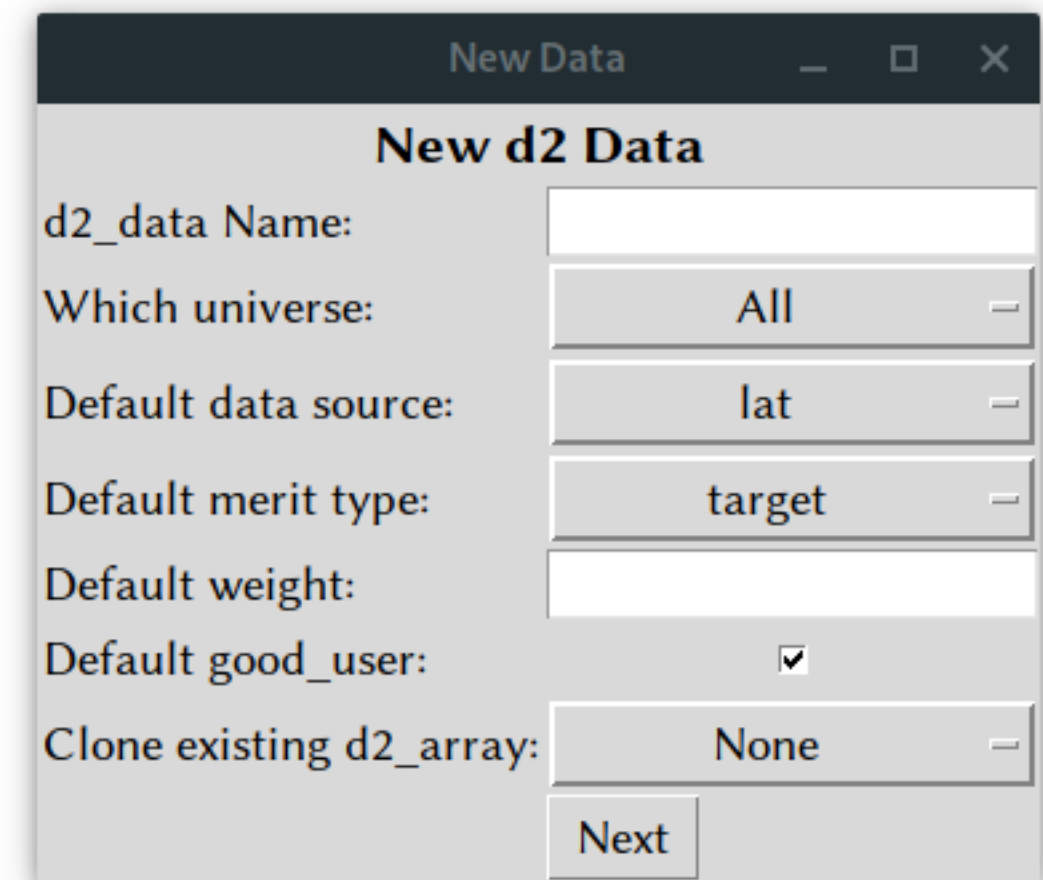 New Data
New d2 Data
d2_data Name:
Which universe: All
Default data source: lat
Default merit type: target
Default weight:
Default good_user:
Clone existing d2_array: None
Next